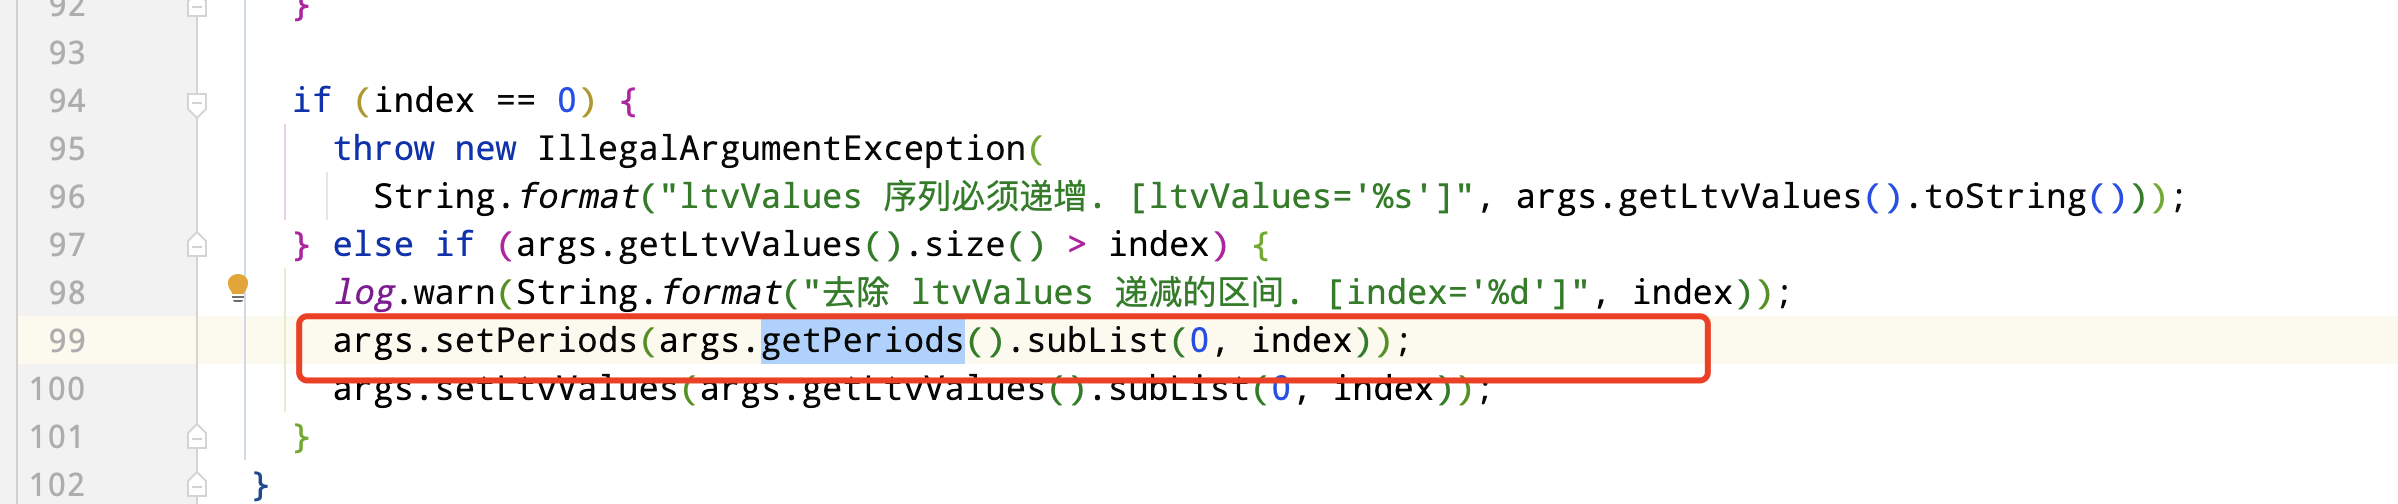 92 }
93
94 if (index == 0) {
95 throw new IllegalArgumentException(
96 String.format("ltvValues 序列必须递增. [ltvValues='%s']", args.getLtvValues().toString()));
97 } else if (args.getLtvValues().size() > index) {
98 log.warn(String.format("去除 ltvValues 递减的区间. [index='%d']", index));
99 args.setPeriods(args.getPeriods().subList(0, index));
100 args.setLtvValues(args.getLtvValues().subList(0, index));
101 }
102 }